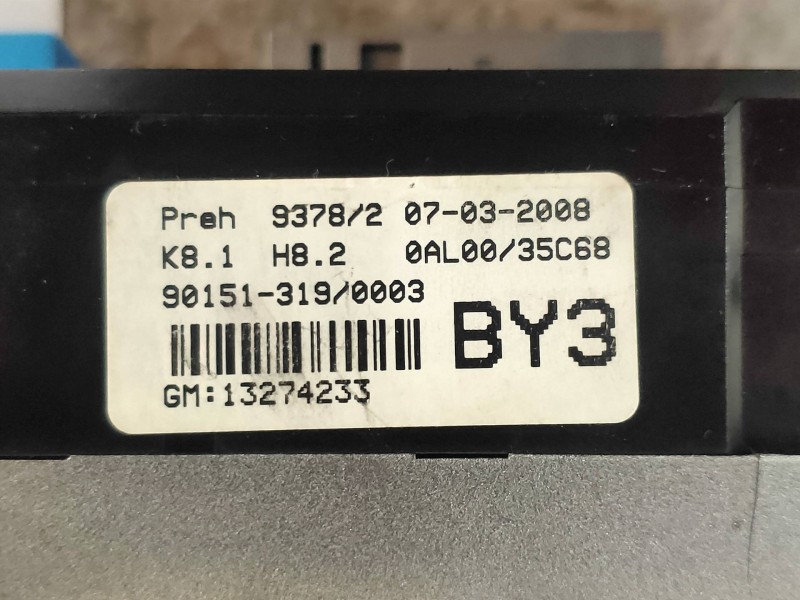 Preh 9378/2 07-03-2008
K8.1 H8.2 0AL00/35C68
90151-319/0003
BY3
GM:13274233